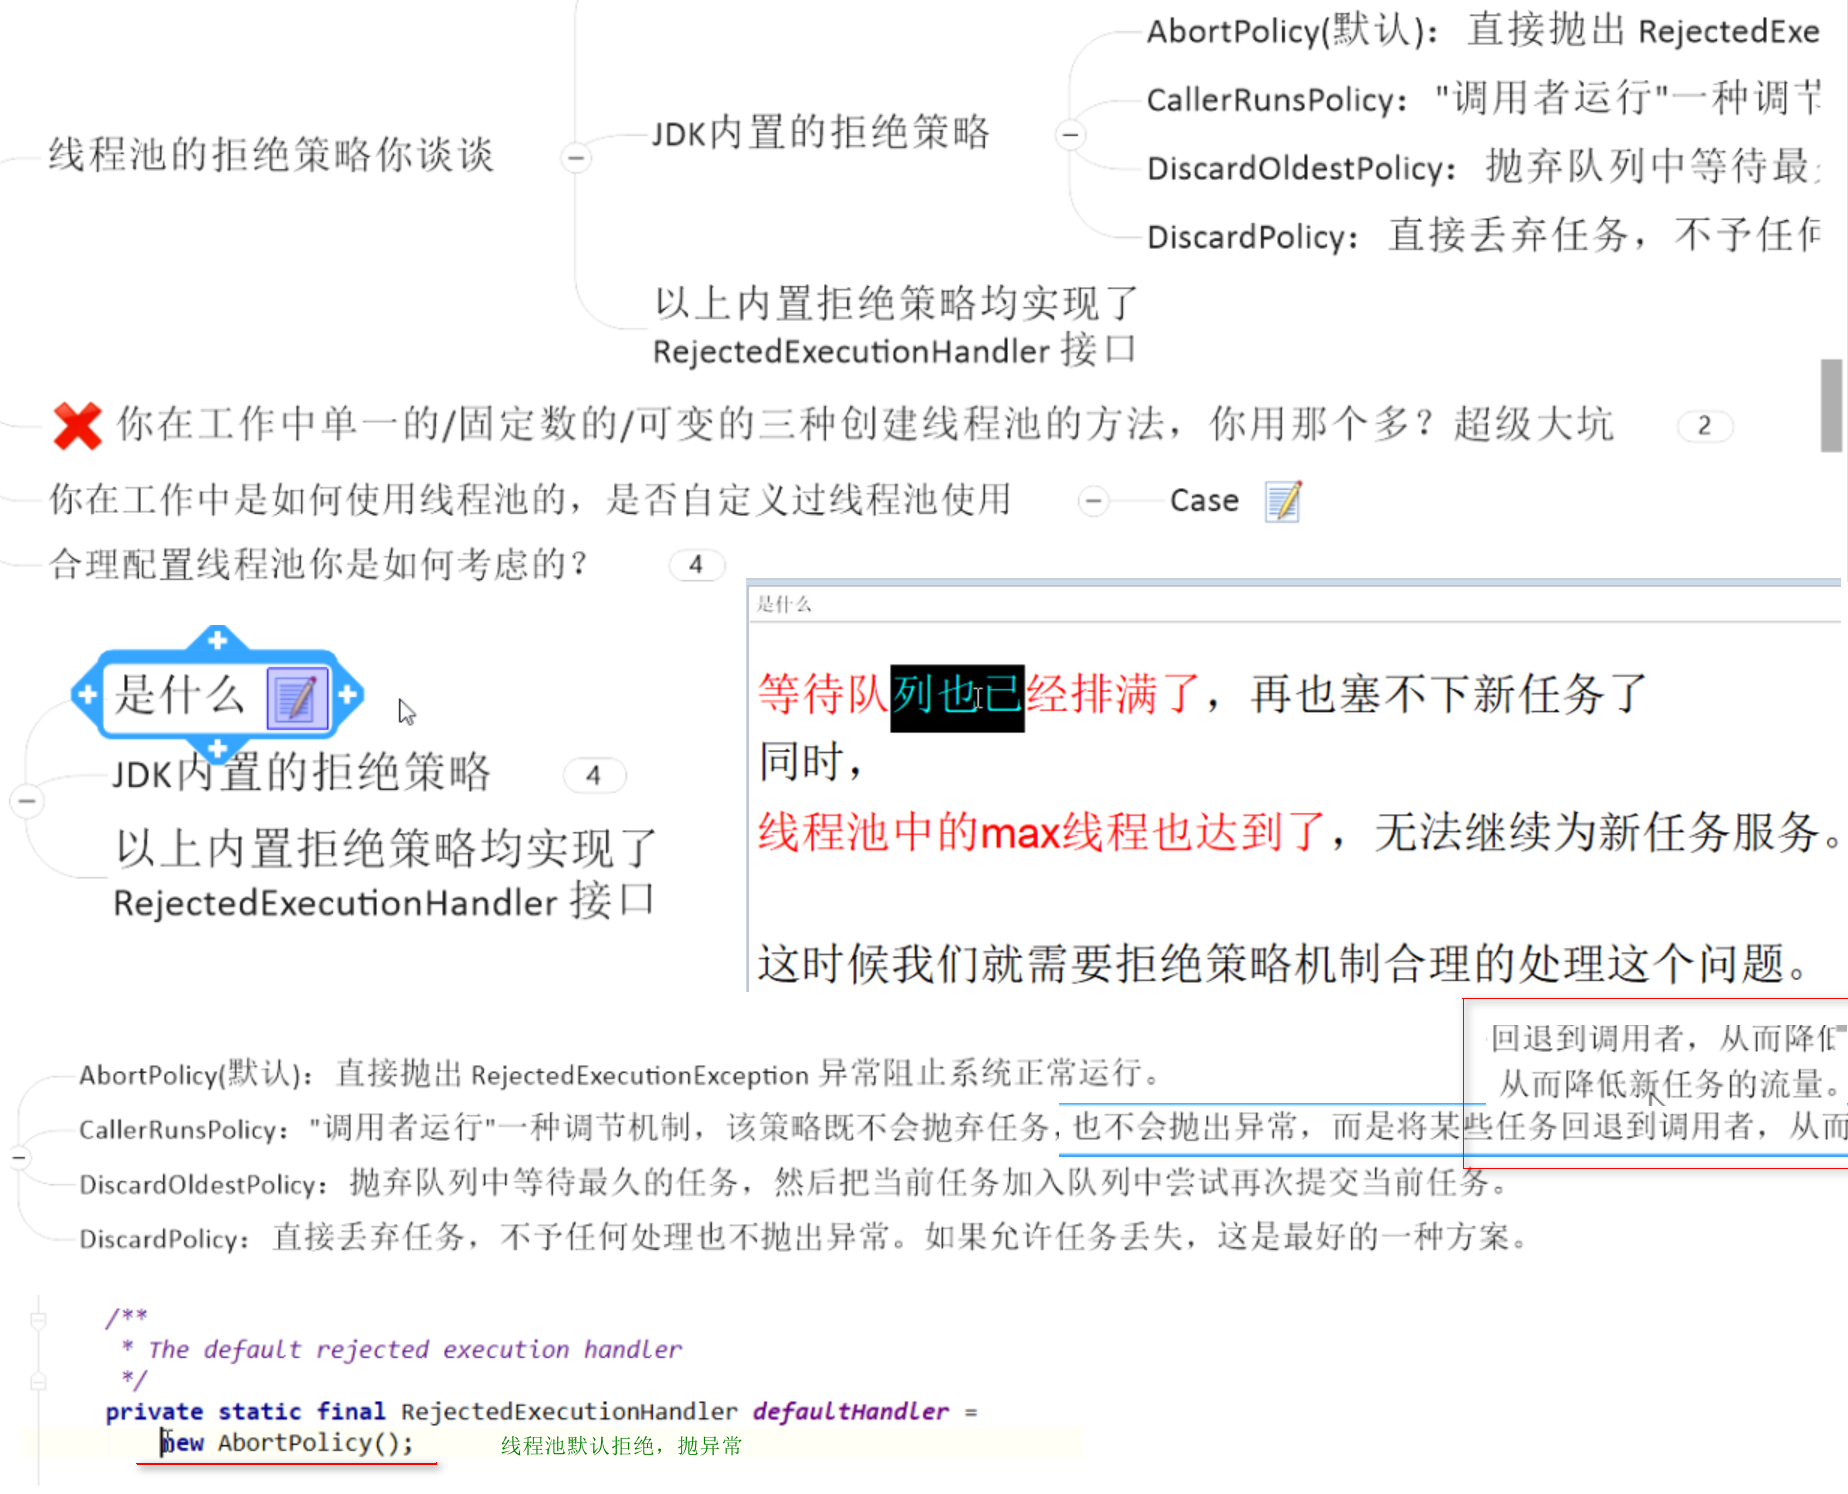 AbortPolicy(默认)：直接抛出 RejectedExe
CallerRunsPolicy："调用者运行"一种调节
JDK内置的拒绝策略
线程池的拒绝策略你谈谈
DiscardOldestPolicy：抛弃队列中等待最
DiscardPolicy：直接丢弃任务，不予任何
以上内置拒绝策略均实现了
RejectedExecutionHandler 接口
你在工作中单一的/固定数的/可变的三种创建线程池的方法，你用那个多？超级大坑 2
你在工作中是如何使用线程池的，是否自定义过线程池使用 Case
合理配置线程池你是如何考虑的？ 4
是什么
JDK内置的拒绝策略 4
以上内置拒绝策略均实现了
RejectedExecutionHandler 接口
是什么
等待队列也已经排满了，再也塞不下新任务了
同时，
线程池中的max线程也达到了，无法继续为新任务服务。
这时候我们就需要拒绝策略机制合理的处理这个问题。
回退到调用者，从而降低
从而降低新任务的流量。
AbortPolicy(默认)：直接抛出 RejectedExecutionException 异常阻止系统正常运行。
CallerRunsPolicy："调用者运行"一种调节机制，该策略既不会抛弃任务，也不会抛出异常，而是将某些任务回退到调用者，从而
DiscardOldestPolicy：抛弃队列中等待最久的任务，然后把当前任务加入队列中尝试再次提交当前任务。
DiscardPolicy：直接丢弃任务，不予任何处理也不抛出异常。如果允许任务丢失，这是最好的一种方案。
/**
* The default rejected execution handler
*/
private static final RejectedExecutionHandler defaultHandler =
new AbortPolicy(); 线程池默认拒绝，抛异常